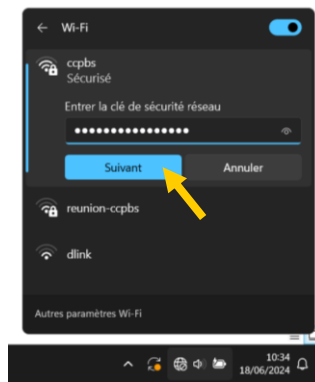 ← Wi-Fi
ccpbs
Sécurisé
Entrer la clé de sécurité réseau
••••••••••••••••
Suivant
Annuler
reunion-ccpbs
dlink
Autres paramètres Wi-Fi
10:34
18/06/2024